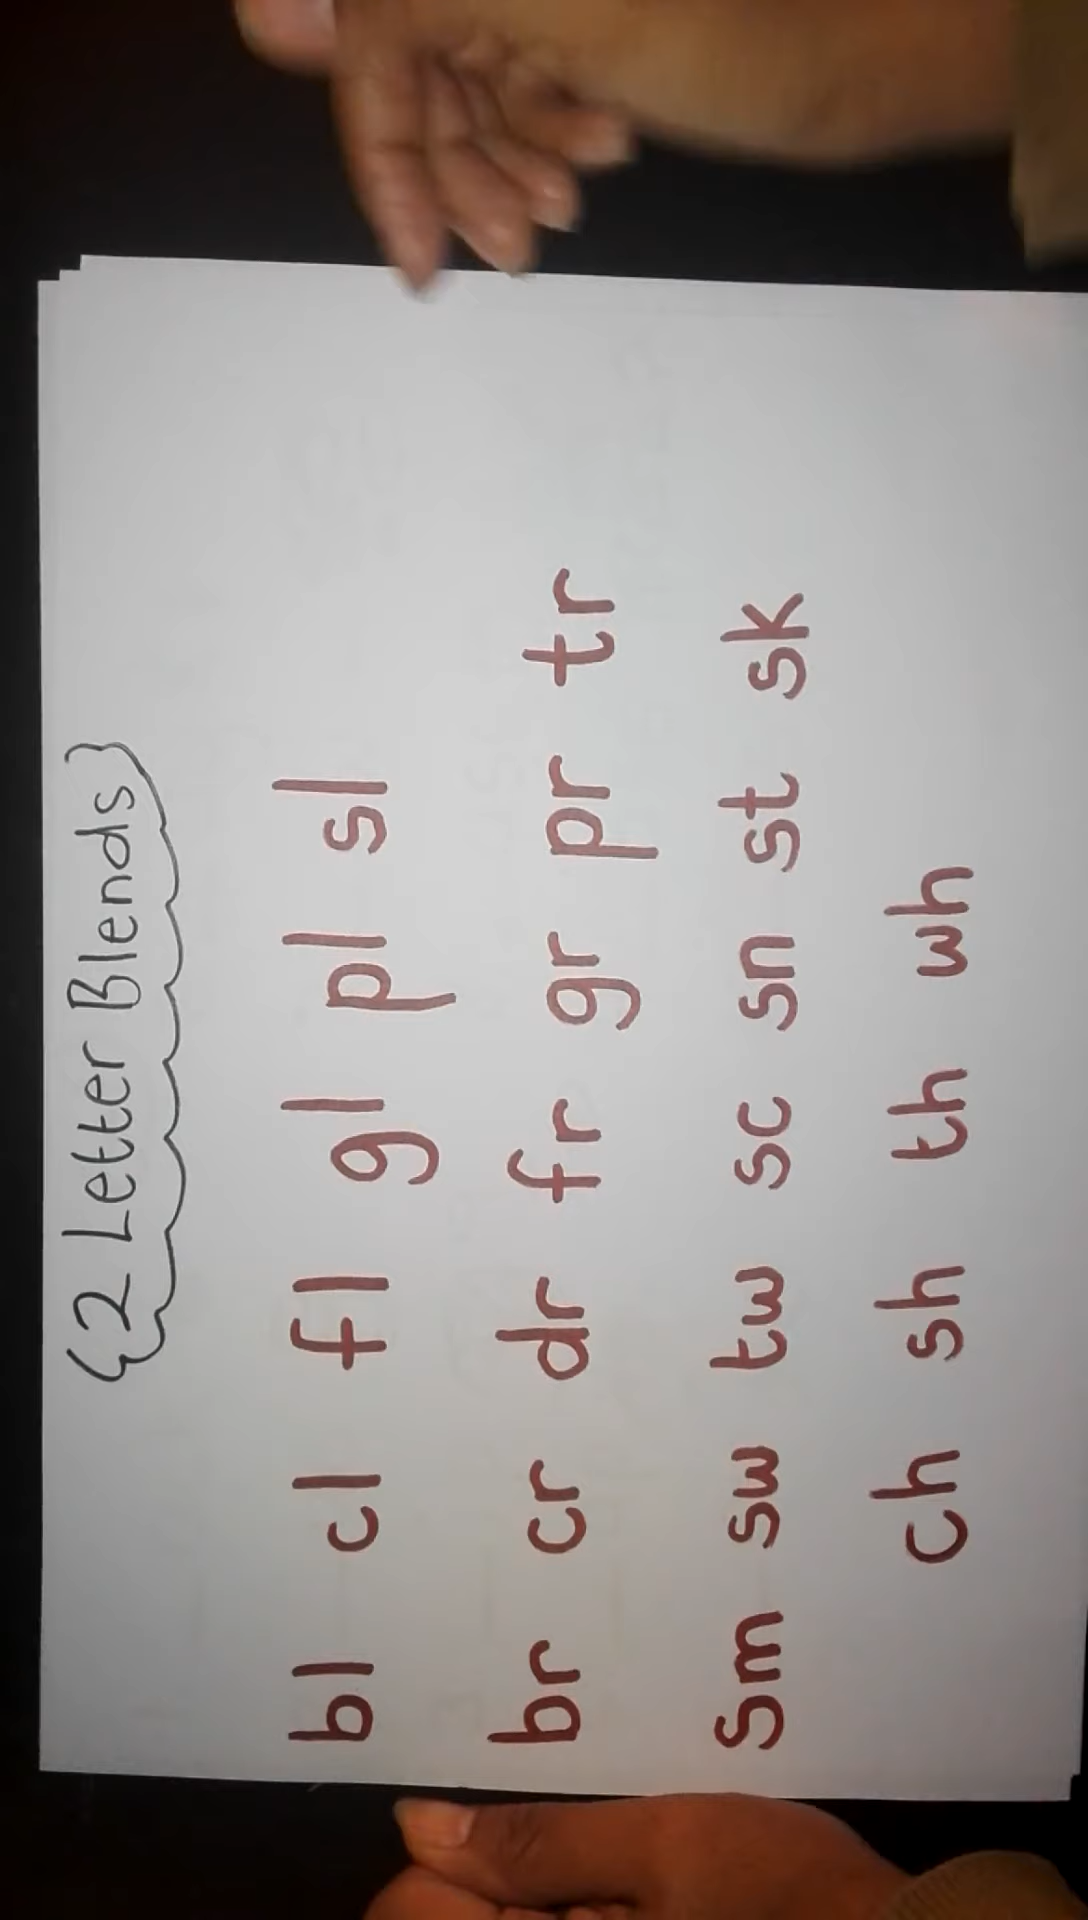 {2 Letter Blends}
bl cl fl gl pl sl
br cr dr fr gr pr tr
sm sw tw sc sn st sk
ch sh th wh